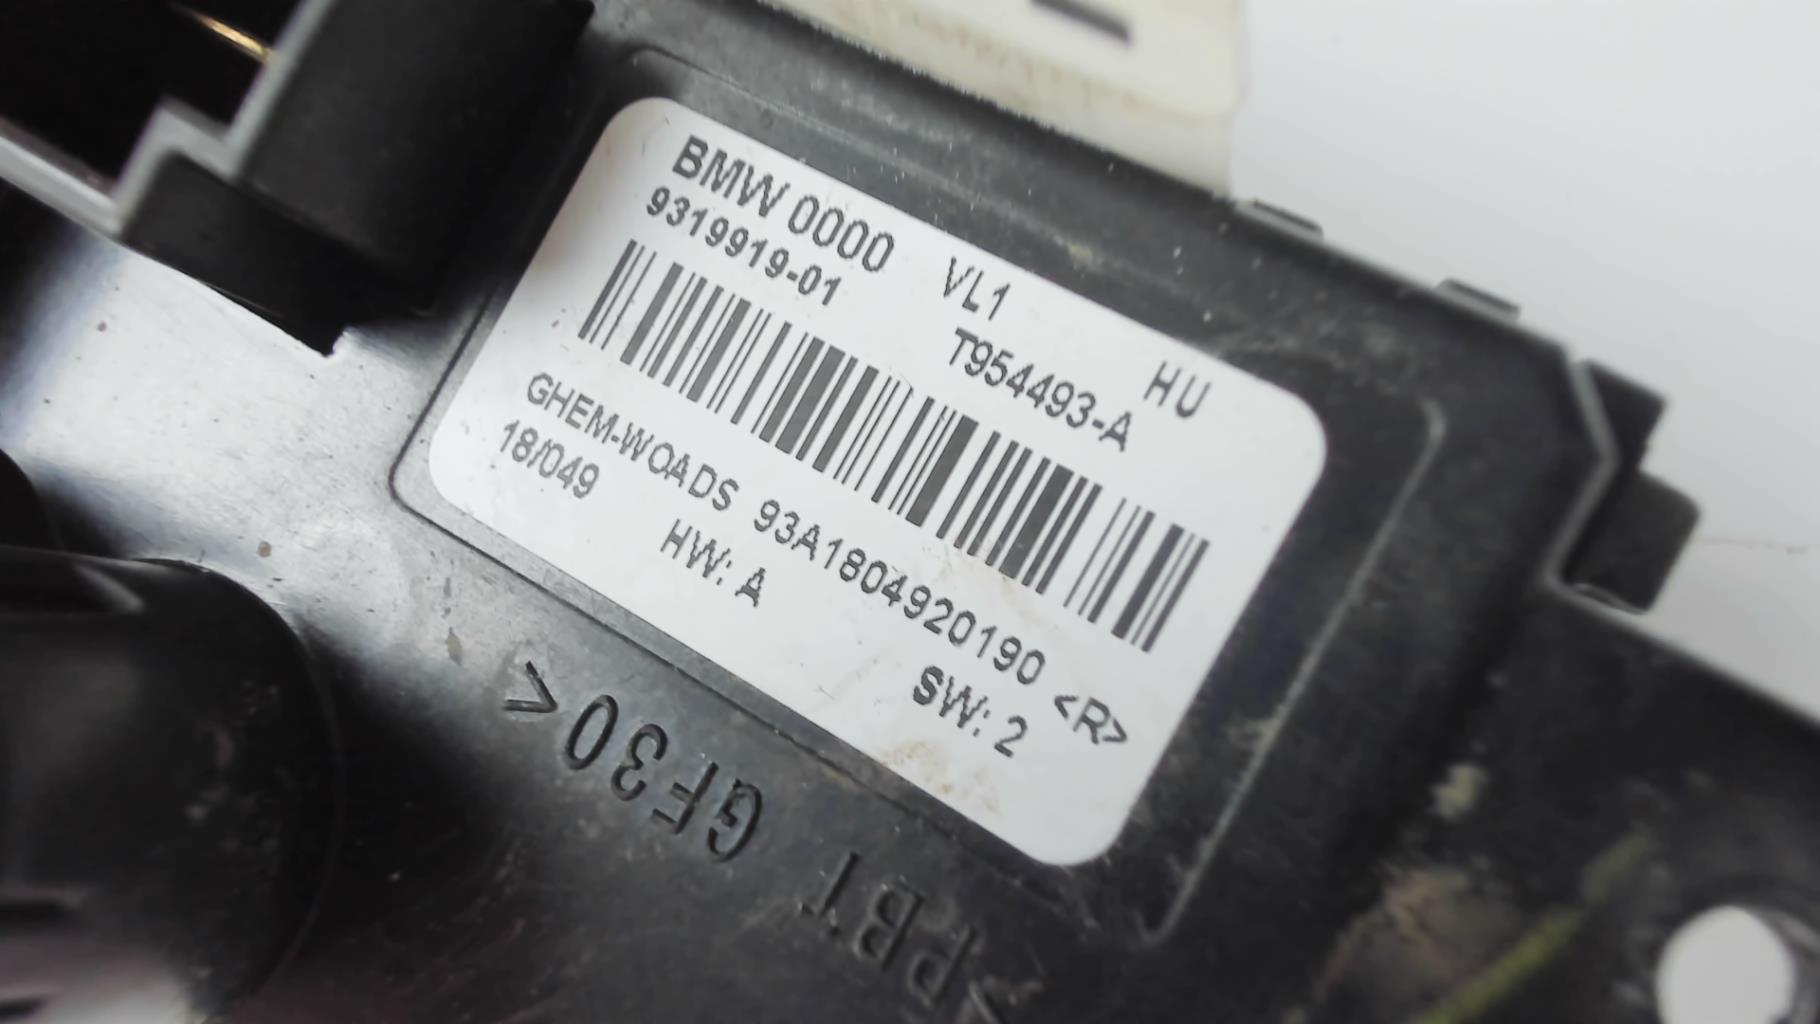 BMW 0000 VL1 HU
9319919-01 T954493-A
GHEM-WOADS 93A1804920190 <R>
18/049 HW: A SW: 2
>PBT GF30<